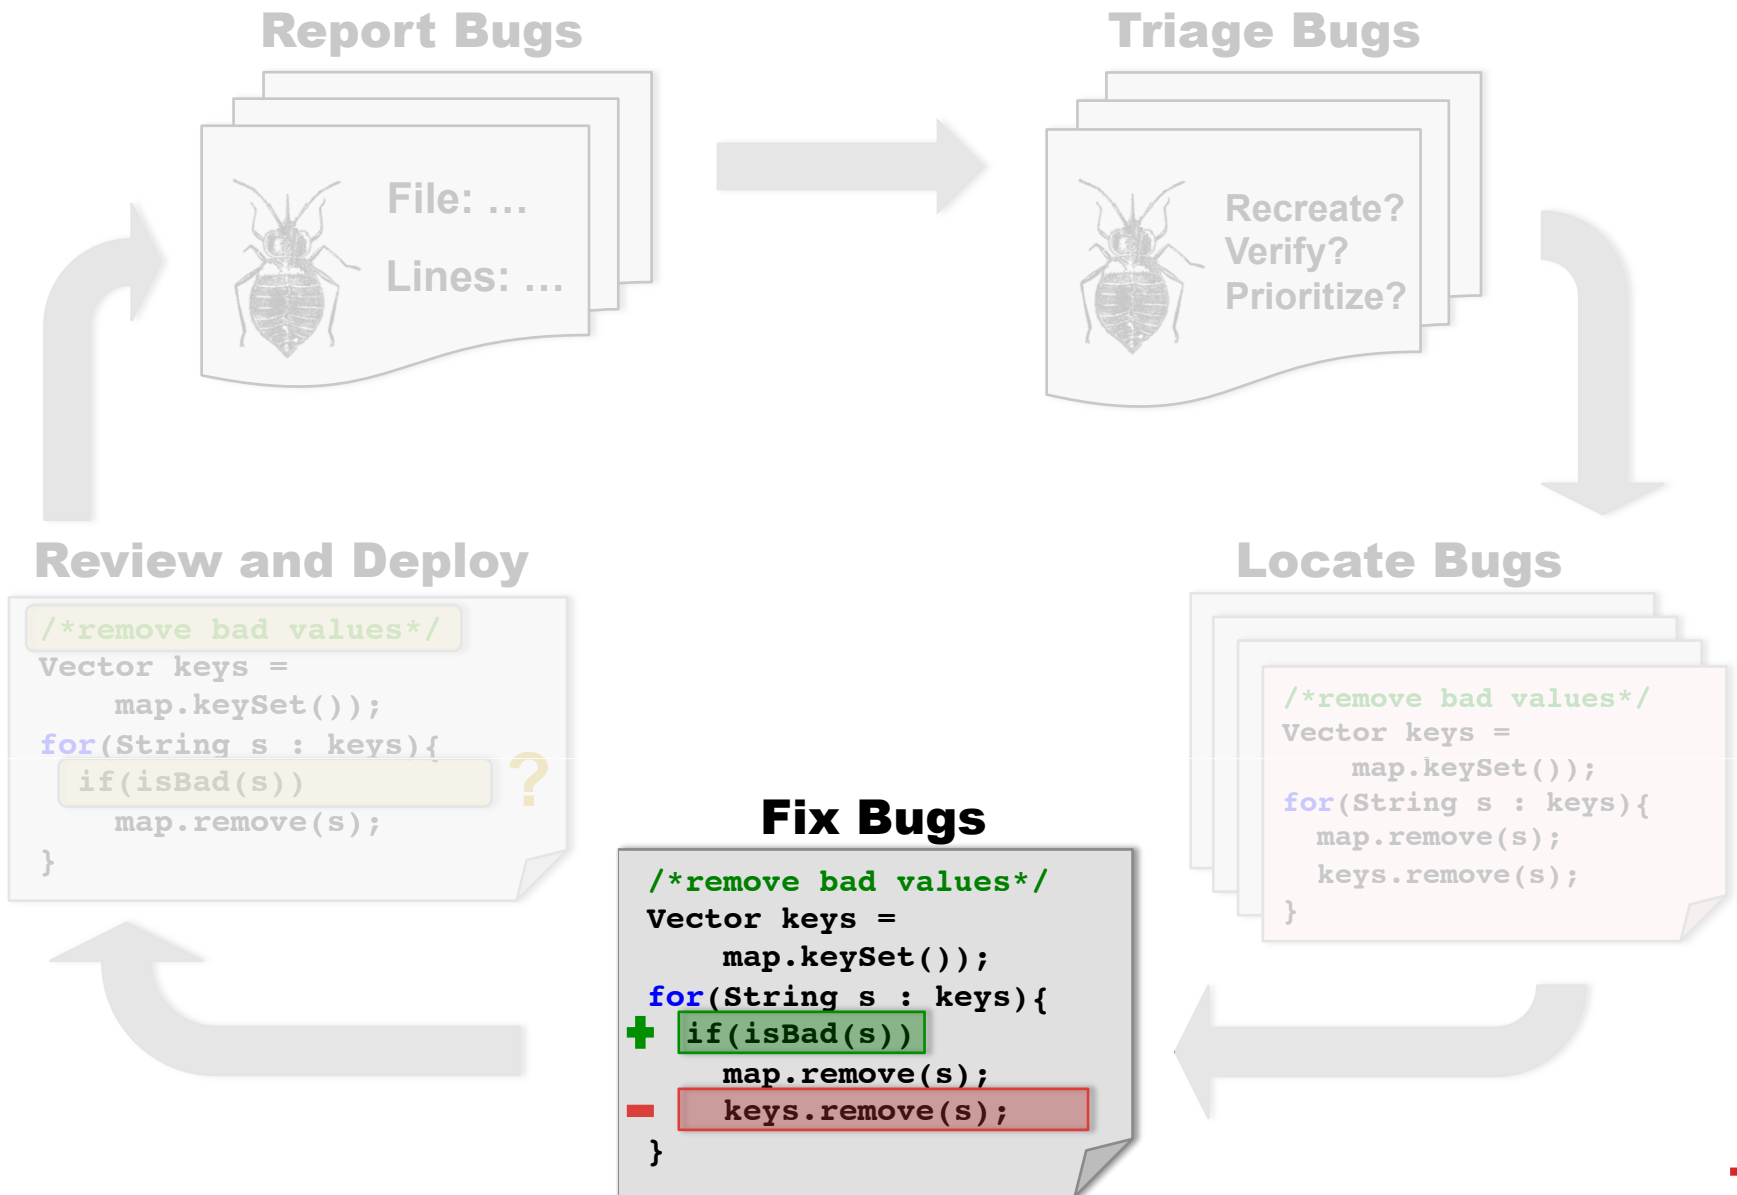 Report Bugs
File: ...
Lines: ...
Triage Bugs
Recreate?
Verify?
Prioritize?
Review and Deploy
/*remove bad values*/
Vector keys =
map.keySet());
for(String s : keys){
if(isBad(s))
?
map.remove(s);
}
Locate Bugs
/*remove bad values*/
Vector keys =
map.keySet());
for(String s : keys){
map.remove(s);
keys.remove(s);
}
Fix Bugs
/*remove bad values*/
Vector keys =
map.keySet());
for(String s : keys){
+ if(isBad(s))
map.remove(s);
- keys.remove(s);
}